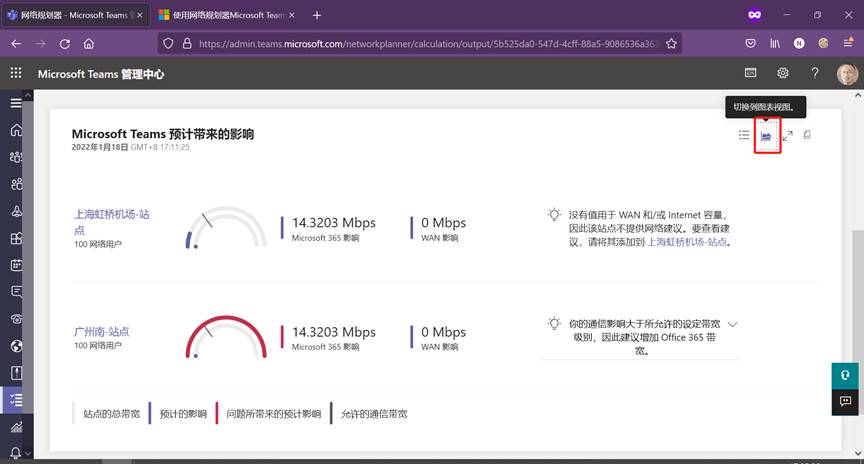 网络规划器 - Microsoft Teams
使用网络规划器Microsoft Team
https://admin.teams.microsoft.com/networkplanner/calculation/output/5b525da0-547d-4cff-88a5-9086536a36
Microsoft Teams 管理中心
切换到图表视图。
Microsoft Teams 预计带来的影响
2022年1月18日 GMT+8 17:11:25
上海虹桥机场-站
点
100 网络用户
14.3203 Mbps
Microsoft 365 影响
0 Mbps
WAN 影响
没有值用于 WAN 和/或 Internet 容量，
因此该站点不提供网络建议。要查看建
议，请将其添加到 上海虹桥机场-站点。
广州南-站点
100 网络用户
14.3203 Mbps
Microsoft 365 影响
0 Mbps
WAN 影响
你的通信影响大于所允许的设定带宽
级别，因此建议增加 Office 365 带
宽。
站点的总带宽
预计的影响
问题所带来的预计影响
允许的通信带宽